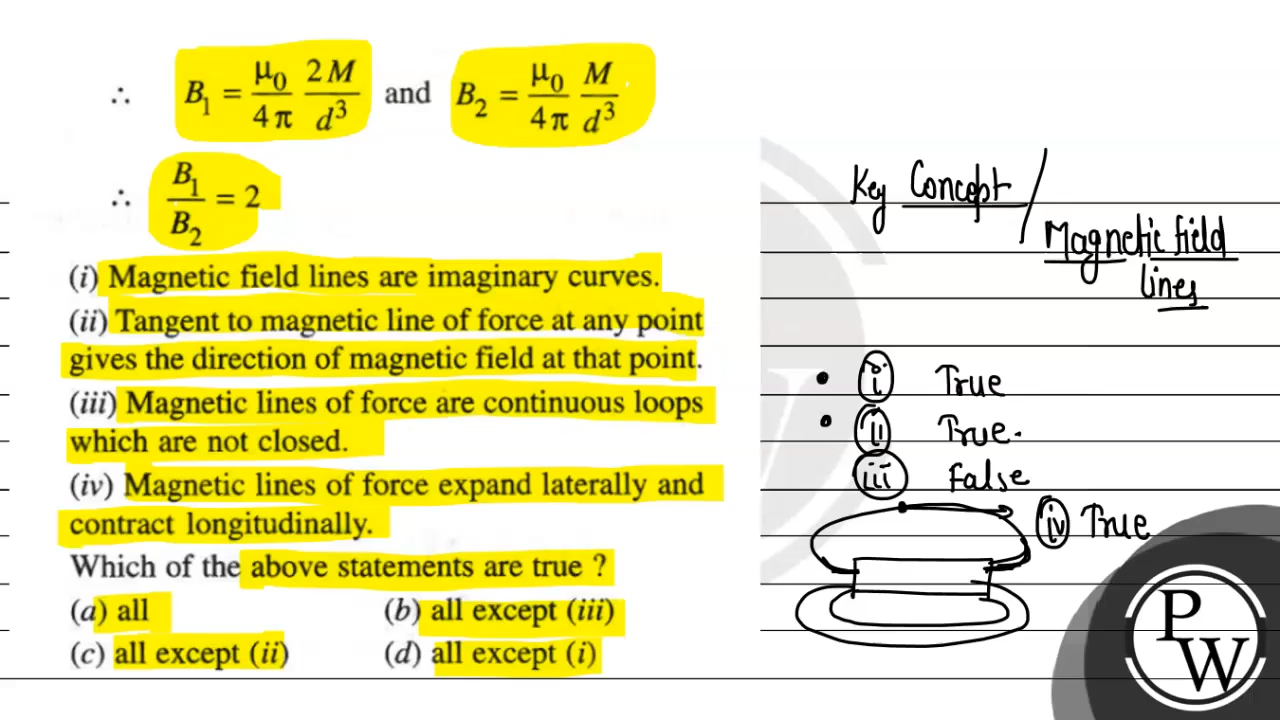 ∴ B₁ = μ₀/4π 2M/d³ and B₂ = μ₀/4π M/d³
∴ B₁/B₂ = 2
(i) Magnetic field lines are imaginary curves.
(ii) Tangent to magnetic line of force at any point
gives the direction of magnetic field at that point.
(iii) Magnetic lines of force are continuous loops
which are not closed.
(iv) Magnetic lines of force expand laterally and
contract longitudinally.
Which of the above statements are true ?
(a) all (b) all except (iii)
(c) all except (ii) (d) all except (i)
Key Concept /
Magnetic field
lines
i True
ii True.
iii False
iv True
P
W